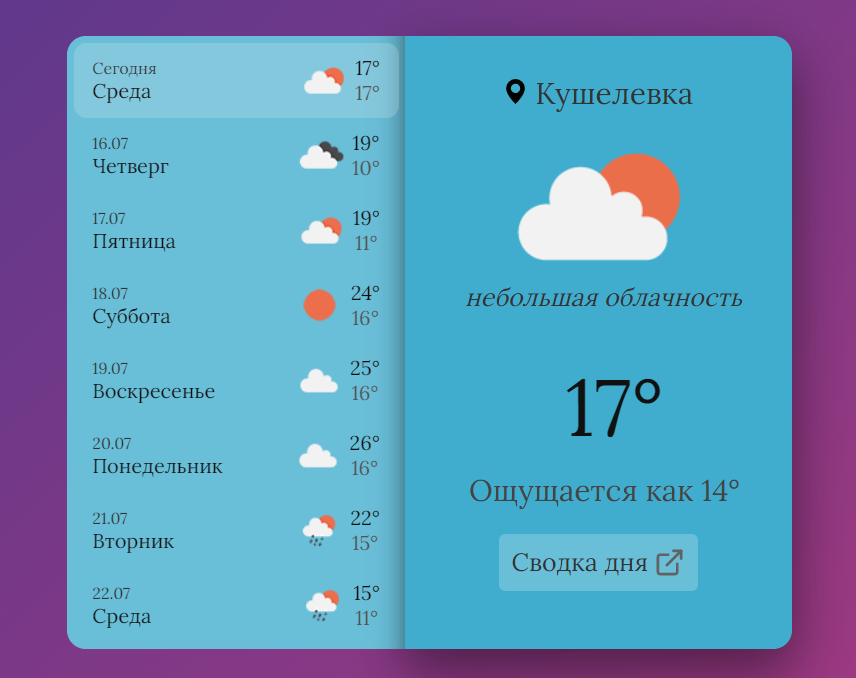 Сегодня
Среда
17°
17°
16.07
Четверг
19°
10°
17.07
Пятница
19°
11°
18.07
Суббота
24°
16°
19.07
Воскресенье
25°
16°
20.07
Понедельник
26°
16°
21.07
Вторник
22°
15°
22.07
Среда
15°
11°
Кушелевка
небольшая облачность
17°
Ощущается как 14°
Сводка дня